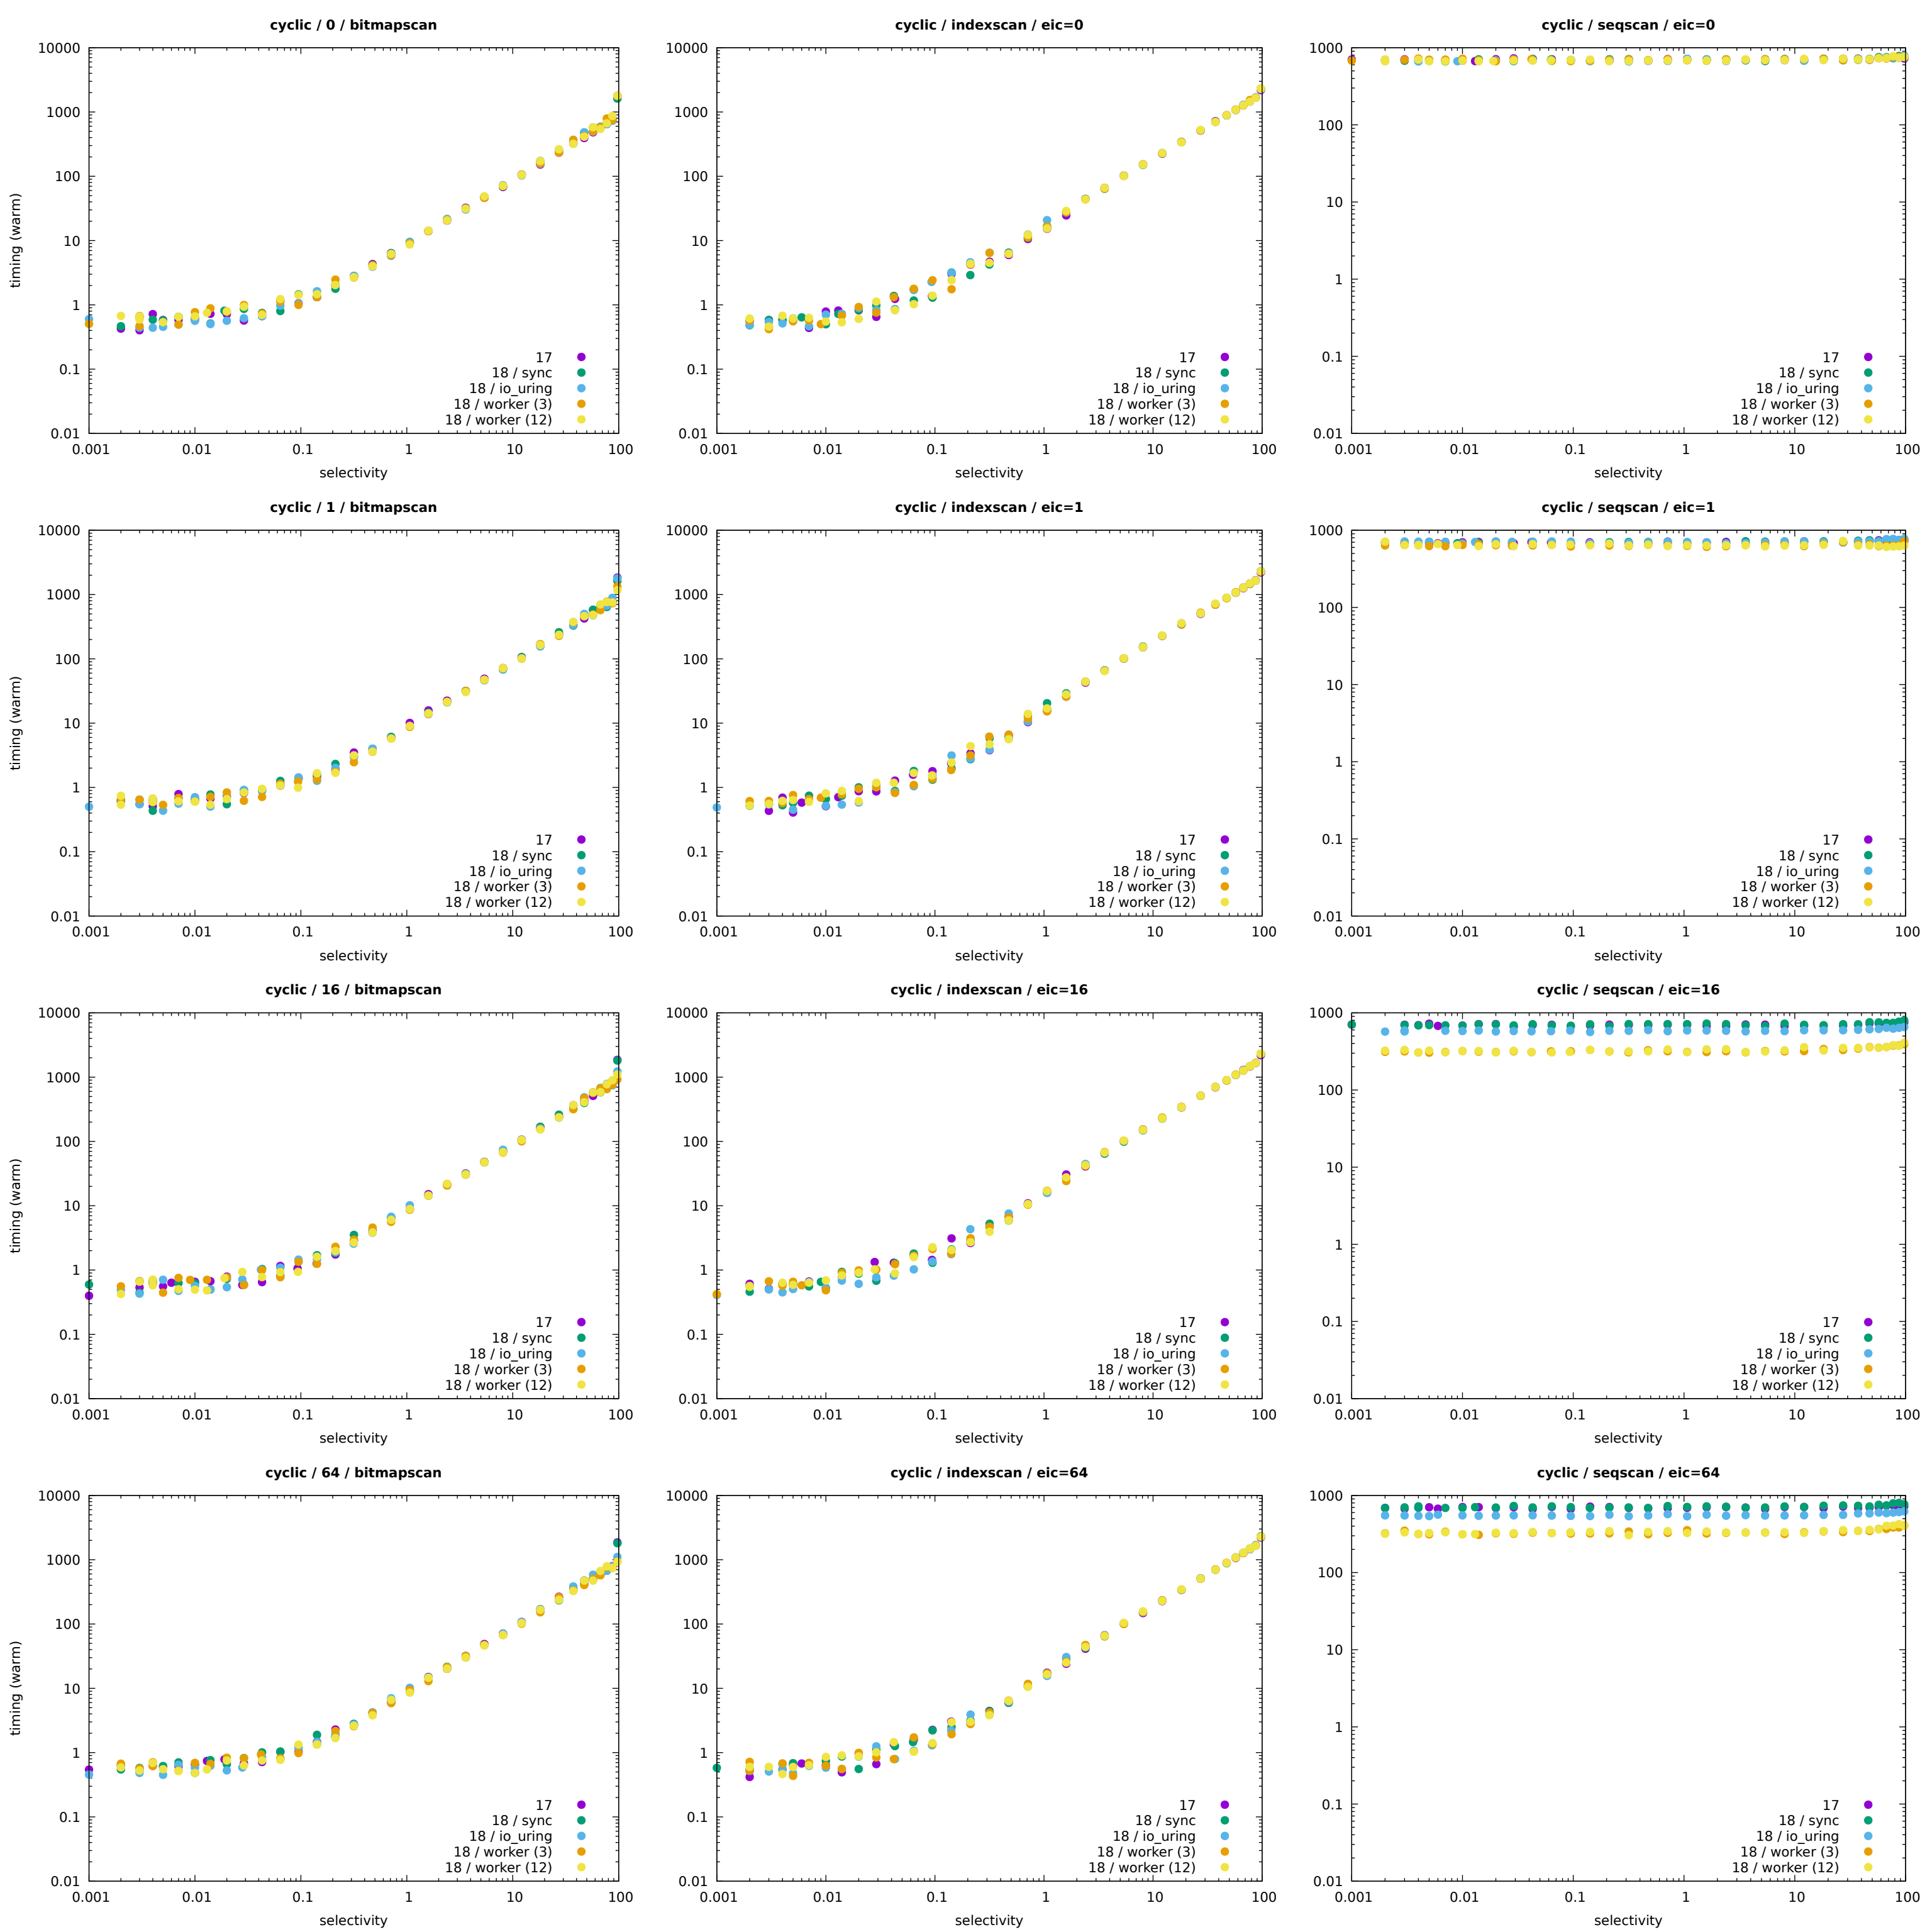 cyclic / 0 / bitmapscan
10000
1000
100
10
1
0.1
0.01
timing (warm)
17
18 / sync
18 / io_uring
18 / worker (3)
18 / worker (12)
0.001 0.01 0.1 1 10 100
selectivity
cyclic / indexscan / eic=0
10000
1000
100
10
1
0.1
0.01
17
18 / sync
18 / io_uring
18 / worker (3)
18 / worker (12)
0.001 0.01 0.1 1 10 100
selectivity
cyclic / seqscan / eic=0
1000
100
10
1
0.1
0.01
17
18 / sync
18 / io_uring
18 / worker (3)
18 / worker (12)
0.001 0.01 0.1 1 10 100
selectivity
cyclic / 1 / bitmapscan
10000
1000
100
10
1
0.1
0.01
timing (warm)
17
18 / sync
18 / io_uring
18 / worker (3)
18 / worker (12)
0.001 0.01 0.1 1 10 100
selectivity
cyclic / indexscan / eic=1
10000
1000
100
10
1
0.1
0.01
17
18 / sync
18 / io_uring
18 / worker (3)
18 / worker (12)
0.001 0.01 0.1 1 10 100
selectivity
cyclic / seqscan / eic=1
1000
100
10
1
0.1
0.01
17
18 / sync
18 / io_uring
18 / worker (3)
18 / worker (12)
0.001 0.01 0.1 1 10 100
selectivity
cyclic / 16 / bitmapscan
10000
1000
100
10
1
0.1
0.01
timing (warm)
17
18 / sync
18 / io_uring
18 / worker (3)
18 / worker (12)
0.001 0.01 0.1 1 10 100
selectivity
cyclic / indexscan / eic=16
10000
1000
100
10
1
0.1
0.01
17
18 / sync
18 / io_uring
18 / worker (3)
18 / worker (12)
0.001 0.01 0.1 1 10 100
selectivity
cyclic / seqscan / eic=16
1000
100
10
1
0.1
0.01
17
18 / sync
18 / io_uring
18 / worker (3)
18 / worker (12)
0.001 0.01 0.1 1 10 100
selectivity
cyclic / 64 / bitmapscan
10000
1000
100
10
1
0.1
0.01
timing (warm)
17
18 / sync
18 / io_uring
18 / worker (3)
18 / worker (12)
0.001 0.01 0.1 1 10 100
selectivity
cyclic / indexscan / eic=64
10000
1000
100
10
1
0.1
0.01
17
18 / sync
18 / io_uring
18 / worker (3)
18 / worker (12)
0.001 0.01 0.1 1 10 100
selectivity
cyclic / seqscan / eic=64
1000
100
10
1
0.1
0.01
17
18 / sync
18 / io_uring
18 / worker (3)
18 / worker (12)
0.001 0.01 0.1 1 10 100
selectivity